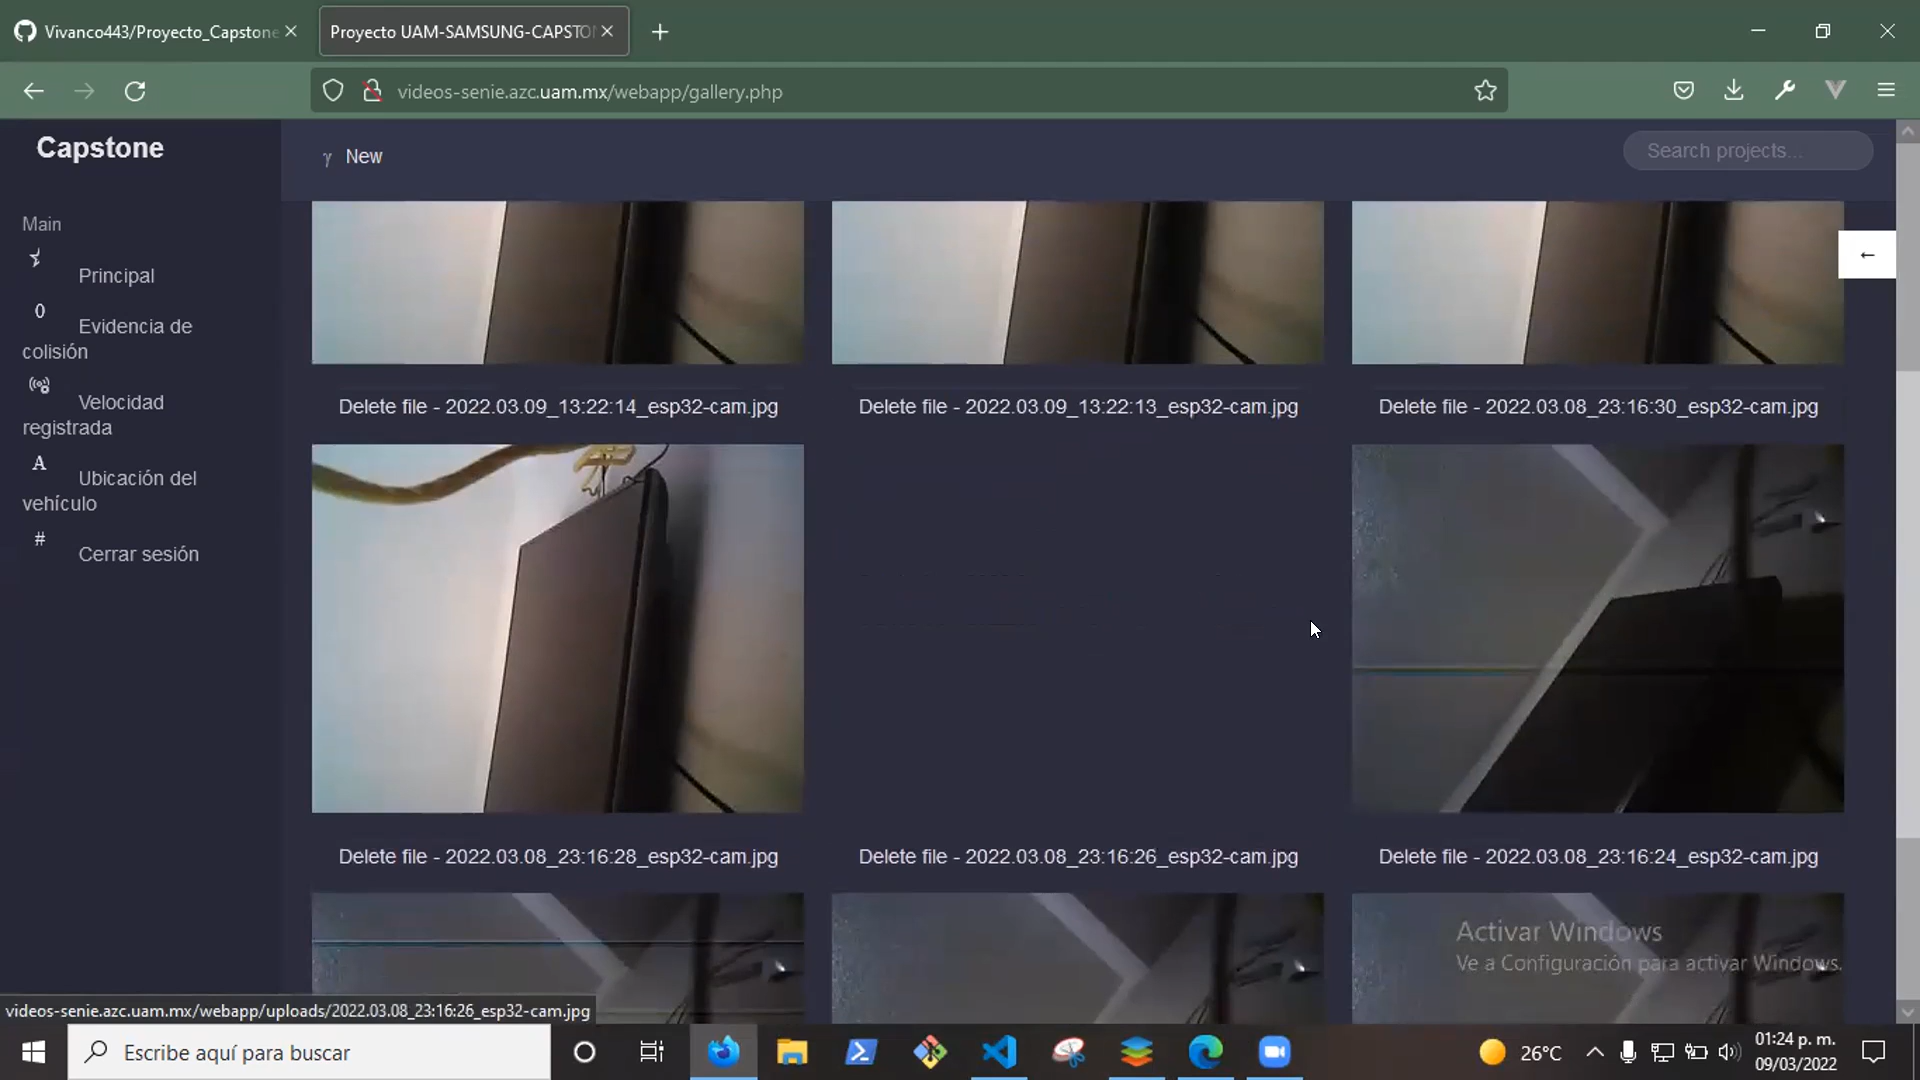 Vivanco443/Proyecto_Capstone
Proyecto UAM-SAMSUNG-CAPSTO
videos-senie.azc.uam.mx/webapp/gallery.php
Capstone
γ New
Search projects...
Main
Principal
0
Evidencia de
colisión
Velocidad
registrada
A
Ubicación del
vehículo
#
Cerrar sesión
←
Delete file - 2022.03.09_13:22:14_esp32-cam.jpg
Delete file - 2022.03.09_13:22:13_esp32-cam.jpg
Delete file - 2022.03.08_23:16:30_esp32-cam.jpg
Delete file - 2022.03.08_23:16:28_esp32-cam.jpg
Delete file - 2022.03.08_23:16:26_esp32-cam.jpg
Delete file - 2022.03.08_23:16:24_esp32-cam.jpg
Activar Windows
Ve a Configuración para activar Windows.
videos-senie.azc.uam.mx/webapp/uploads/2022.03.08_23:16:26_esp32-cam.jpg
Escribe aquí para buscar
26°C
01:24 p. m.
09/03/2022